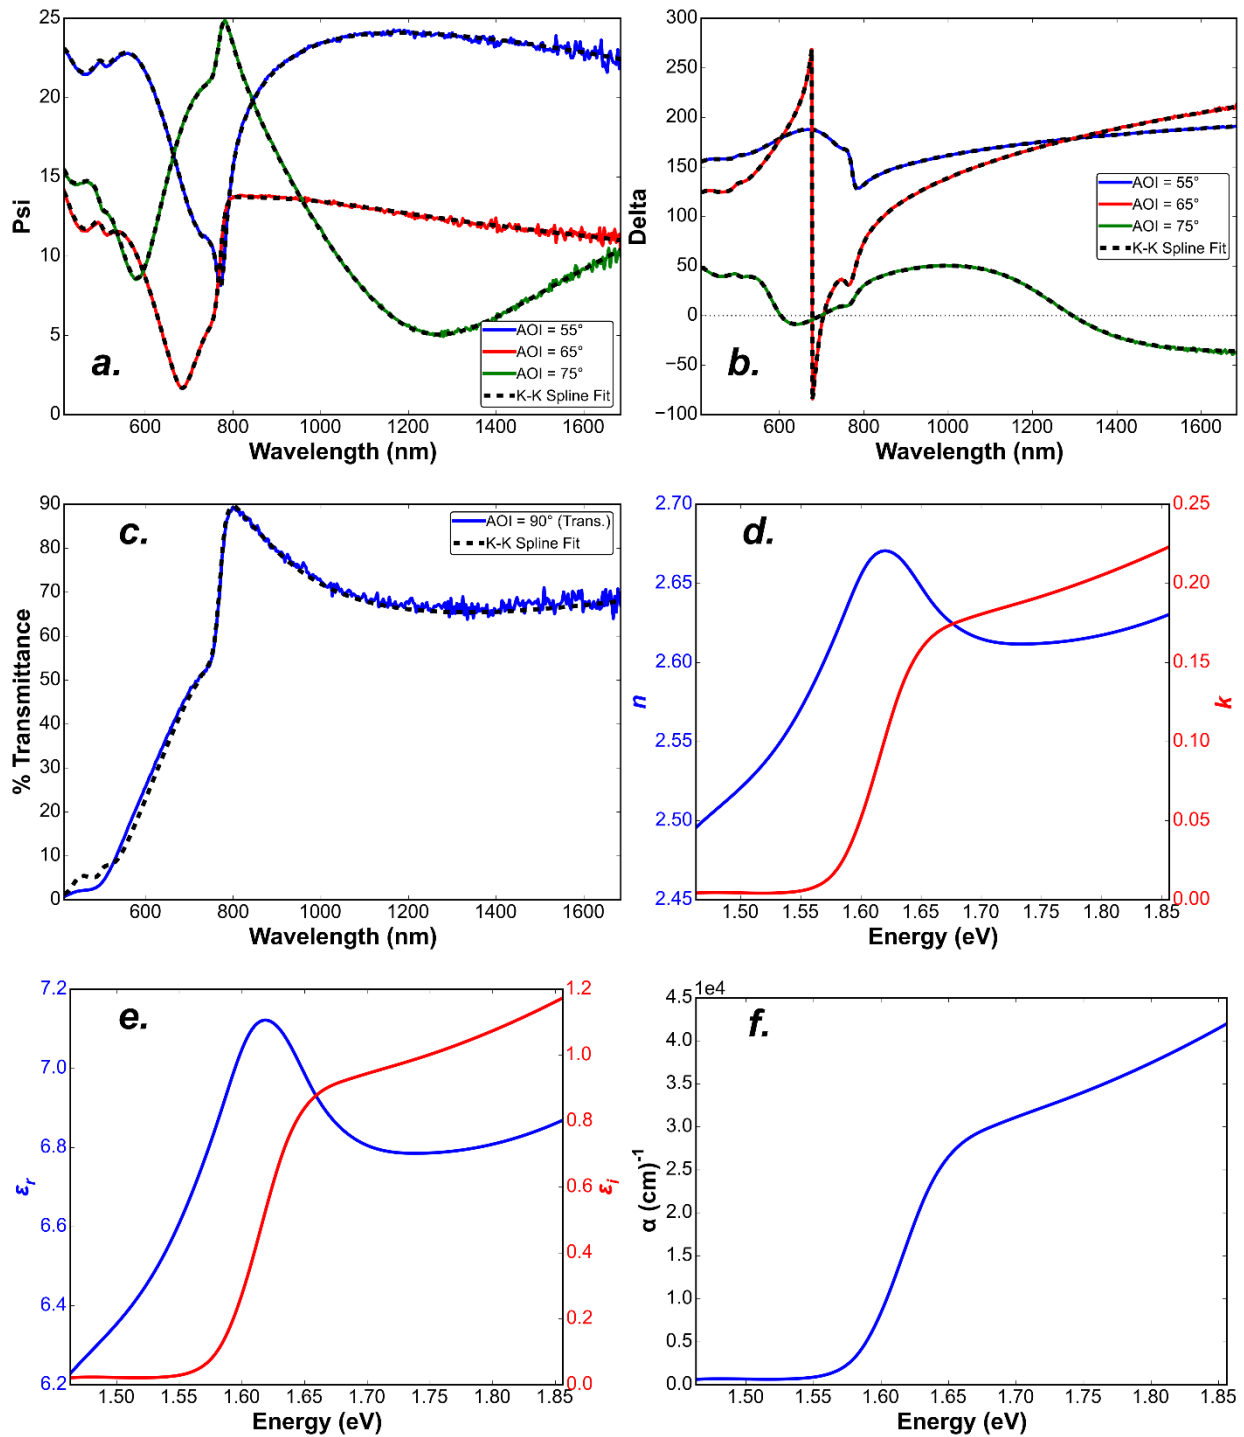 25
20
15
10
5
0
Psi
a.
AOI = 55°
AOI = 65°
AOI = 75°
K-K Spline Fit
600 800 1000 1200 1400 1600
Wavelength (nm)
300
250
200
150
100
50
0
−50
−100
Delta
b.
AOI = 55°
AOI = 65°
AOI = 75°
K-K Spline Fit
600 800 1000 1200 1400 1600
Wavelength (nm)
90
80
70
60
50
40
30
20
10
0
% Transmittance
c.
AOI = 90° (Trans.)
K-K Spline Fit
600 800 1000 1200 1400 1600
Wavelength (nm)
2.70
2.65
2.60
2.55
2.50
2.45
n
d.
0.25
0.20
0.15
0.10
0.05
0.00
k
1.50 1.55 1.60 1.65 1.70 1.75 1.80 1.85
Energy (eV)
7.2
7.0
6.8
6.6
6.4
6.2
εr
e.
1.2
1.0
0.8
0.6
0.4
0.2
0.0
εi
1.50 1.55 1.60 1.65 1.70 1.75 1.80 1.85
Energy (eV)
1e4
4.5
4.0
3.5
3.0
2.5
2.0
1.5
1.0
0.5
0.0
α (cm)-1
f.
1.50 1.55 1.60 1.65 1.70 1.75 1.80 1.85
Energy (eV)